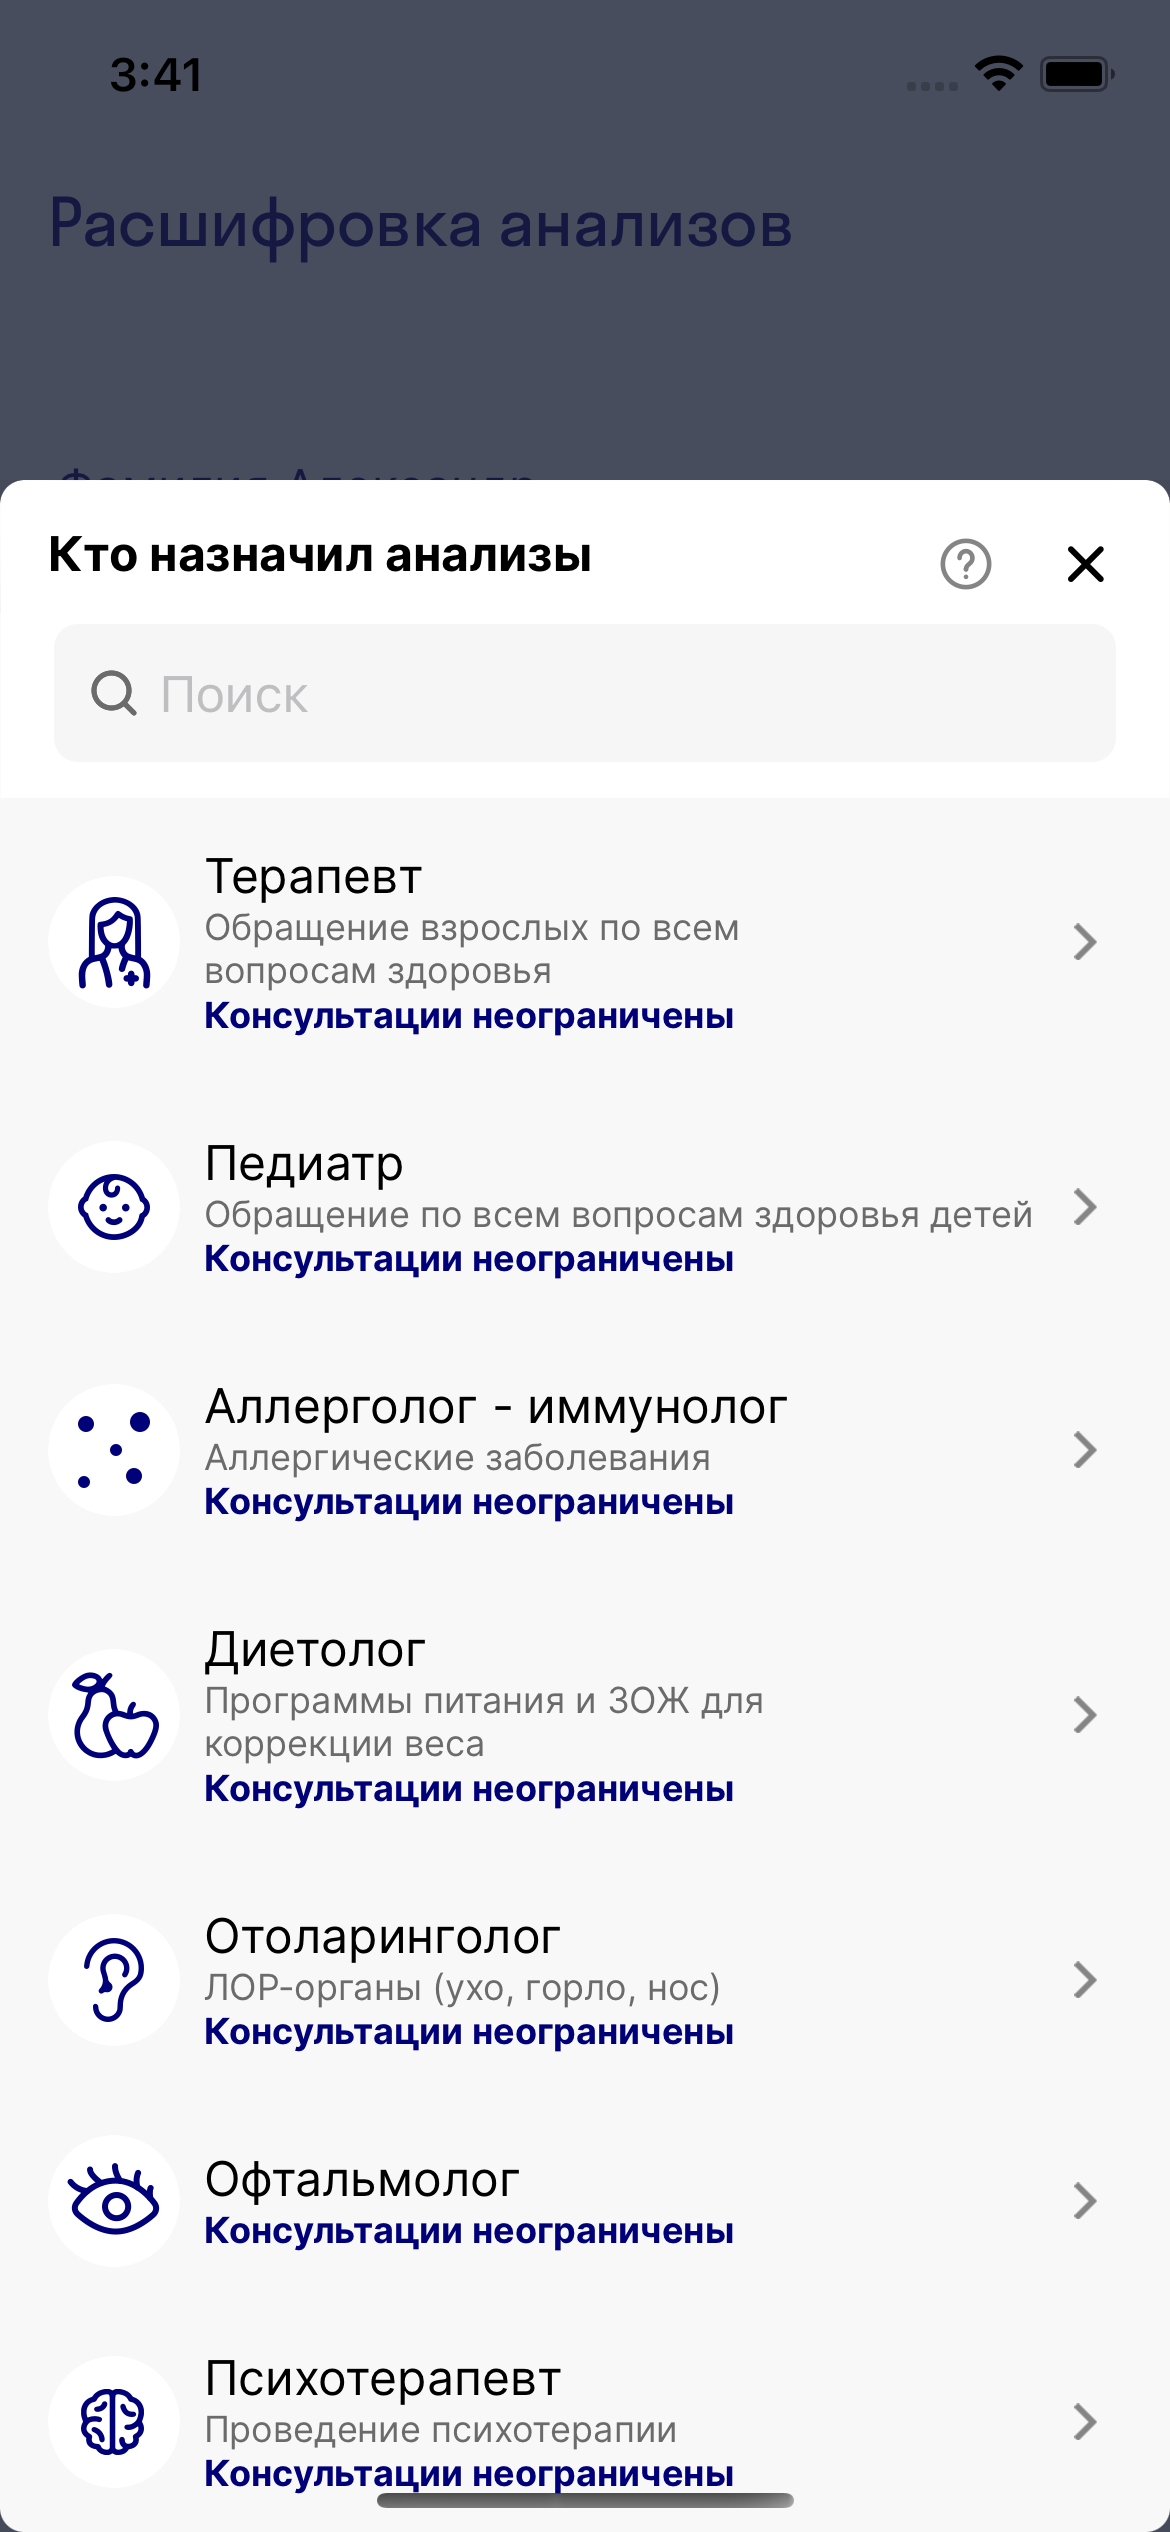 3:41
Расшифровка анализов
Кто назначил анализы
Поиск
Терапевт
Обращение взрослых по всем
вопросам здоровья
Консультации неограничены
Педиатр
Обращение по всем вопросам здоровья детей
Консультации неограничены
Аллерголог - иммунолог
Аллергические заболевания
Консультации неограничены
Диетолог
Программы питания и ЗОЖ для
коррекции веса
Консультации неограничены
Отоларинголог
ЛОР-органы (ухо, горло, нос)
Консультации неограничены
Офтальмолог
Консультации неограничены
Психотерапевт
Проведение психотерапии
Консультации неограничены